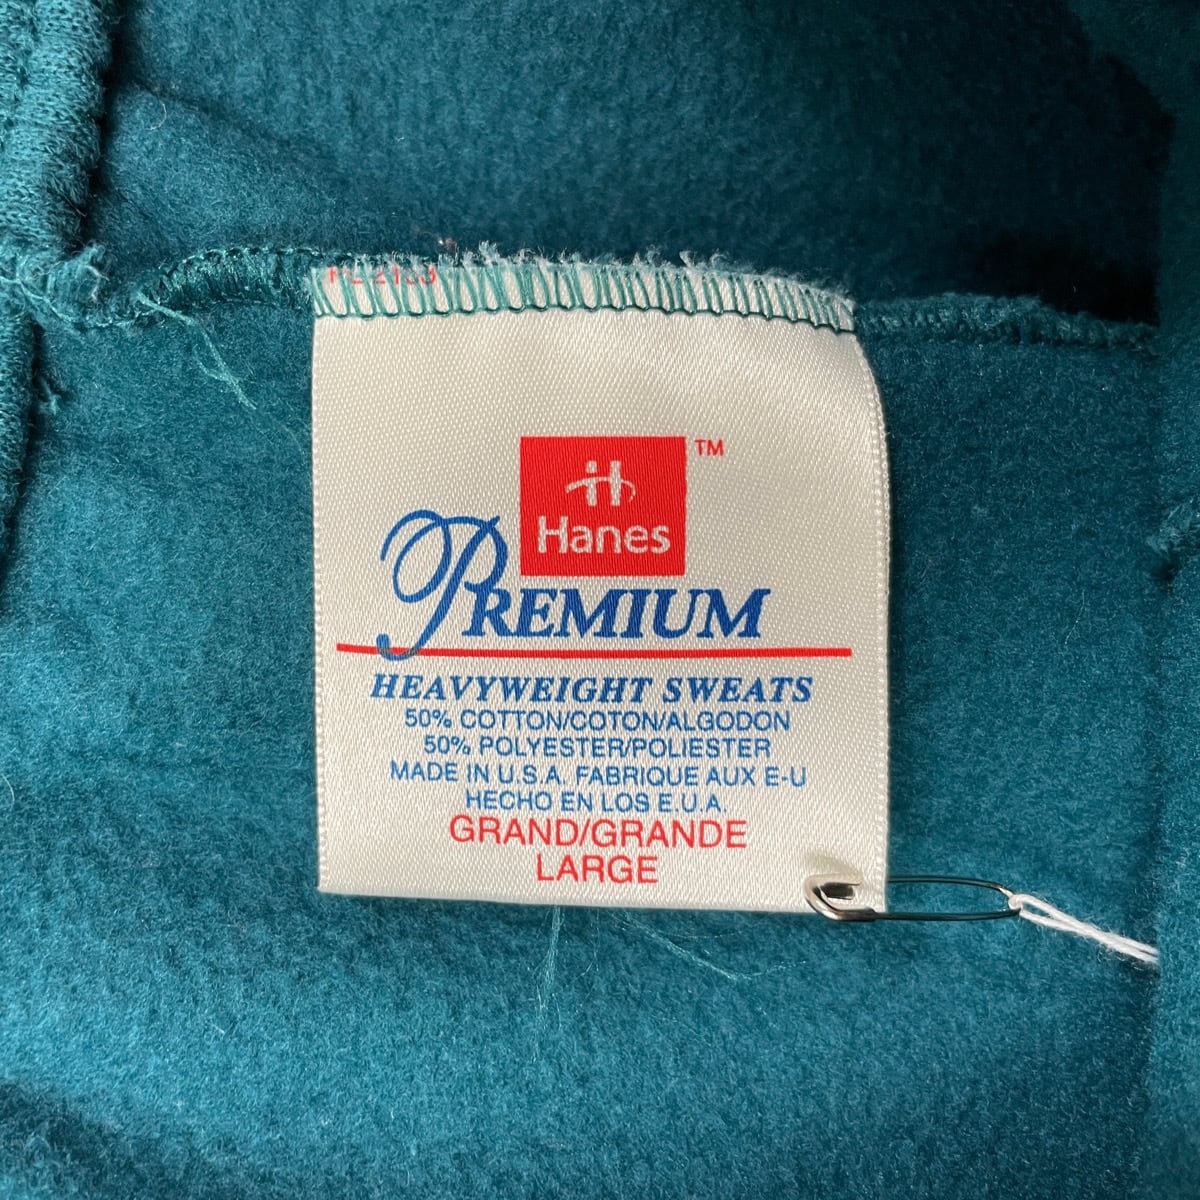 Hanes
TM
PREMIUM
HEAVYWEIGHT SWEATS
50% COTTON/COTON/ALGODON
50% POLYESTER/POLIESTER
MADE IN U.S.A. FABRIQUE AUX E-U
HECHO EN LOS E.U.A.
GRAND/GRANDE
LARGE